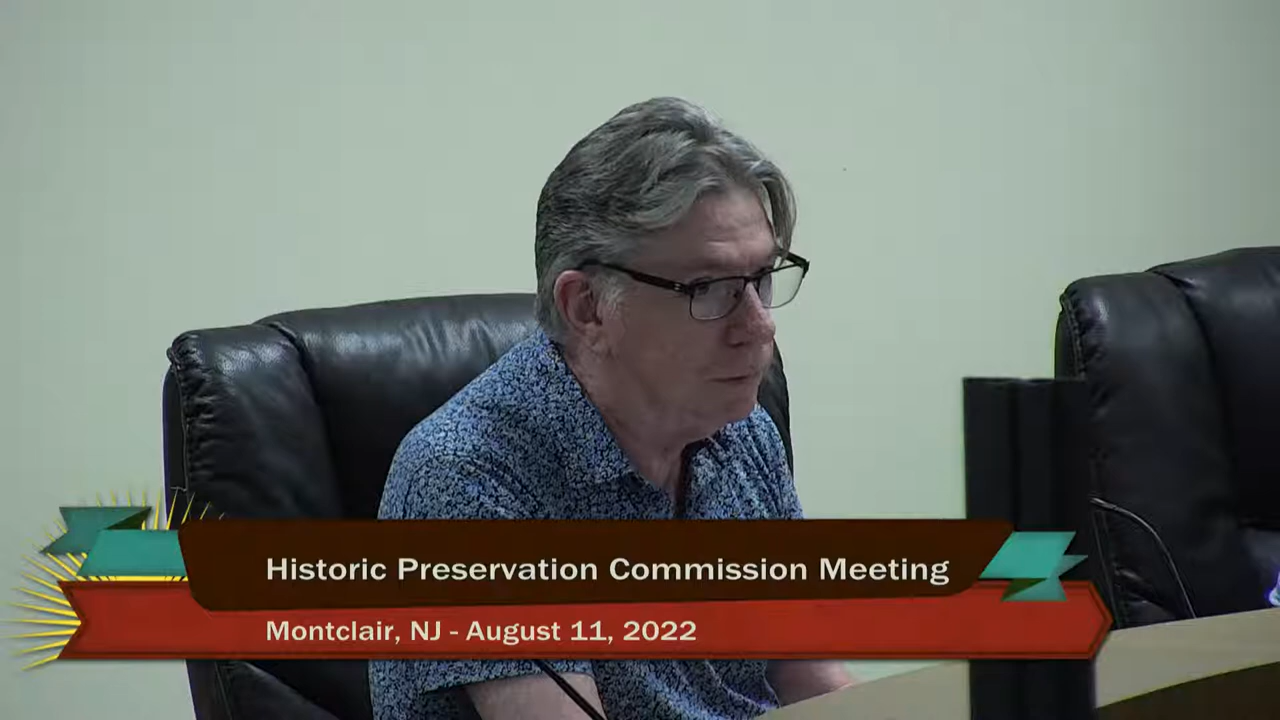 Historic Preservation Commission Meeting
Montclair, NJ - August 11, 2022